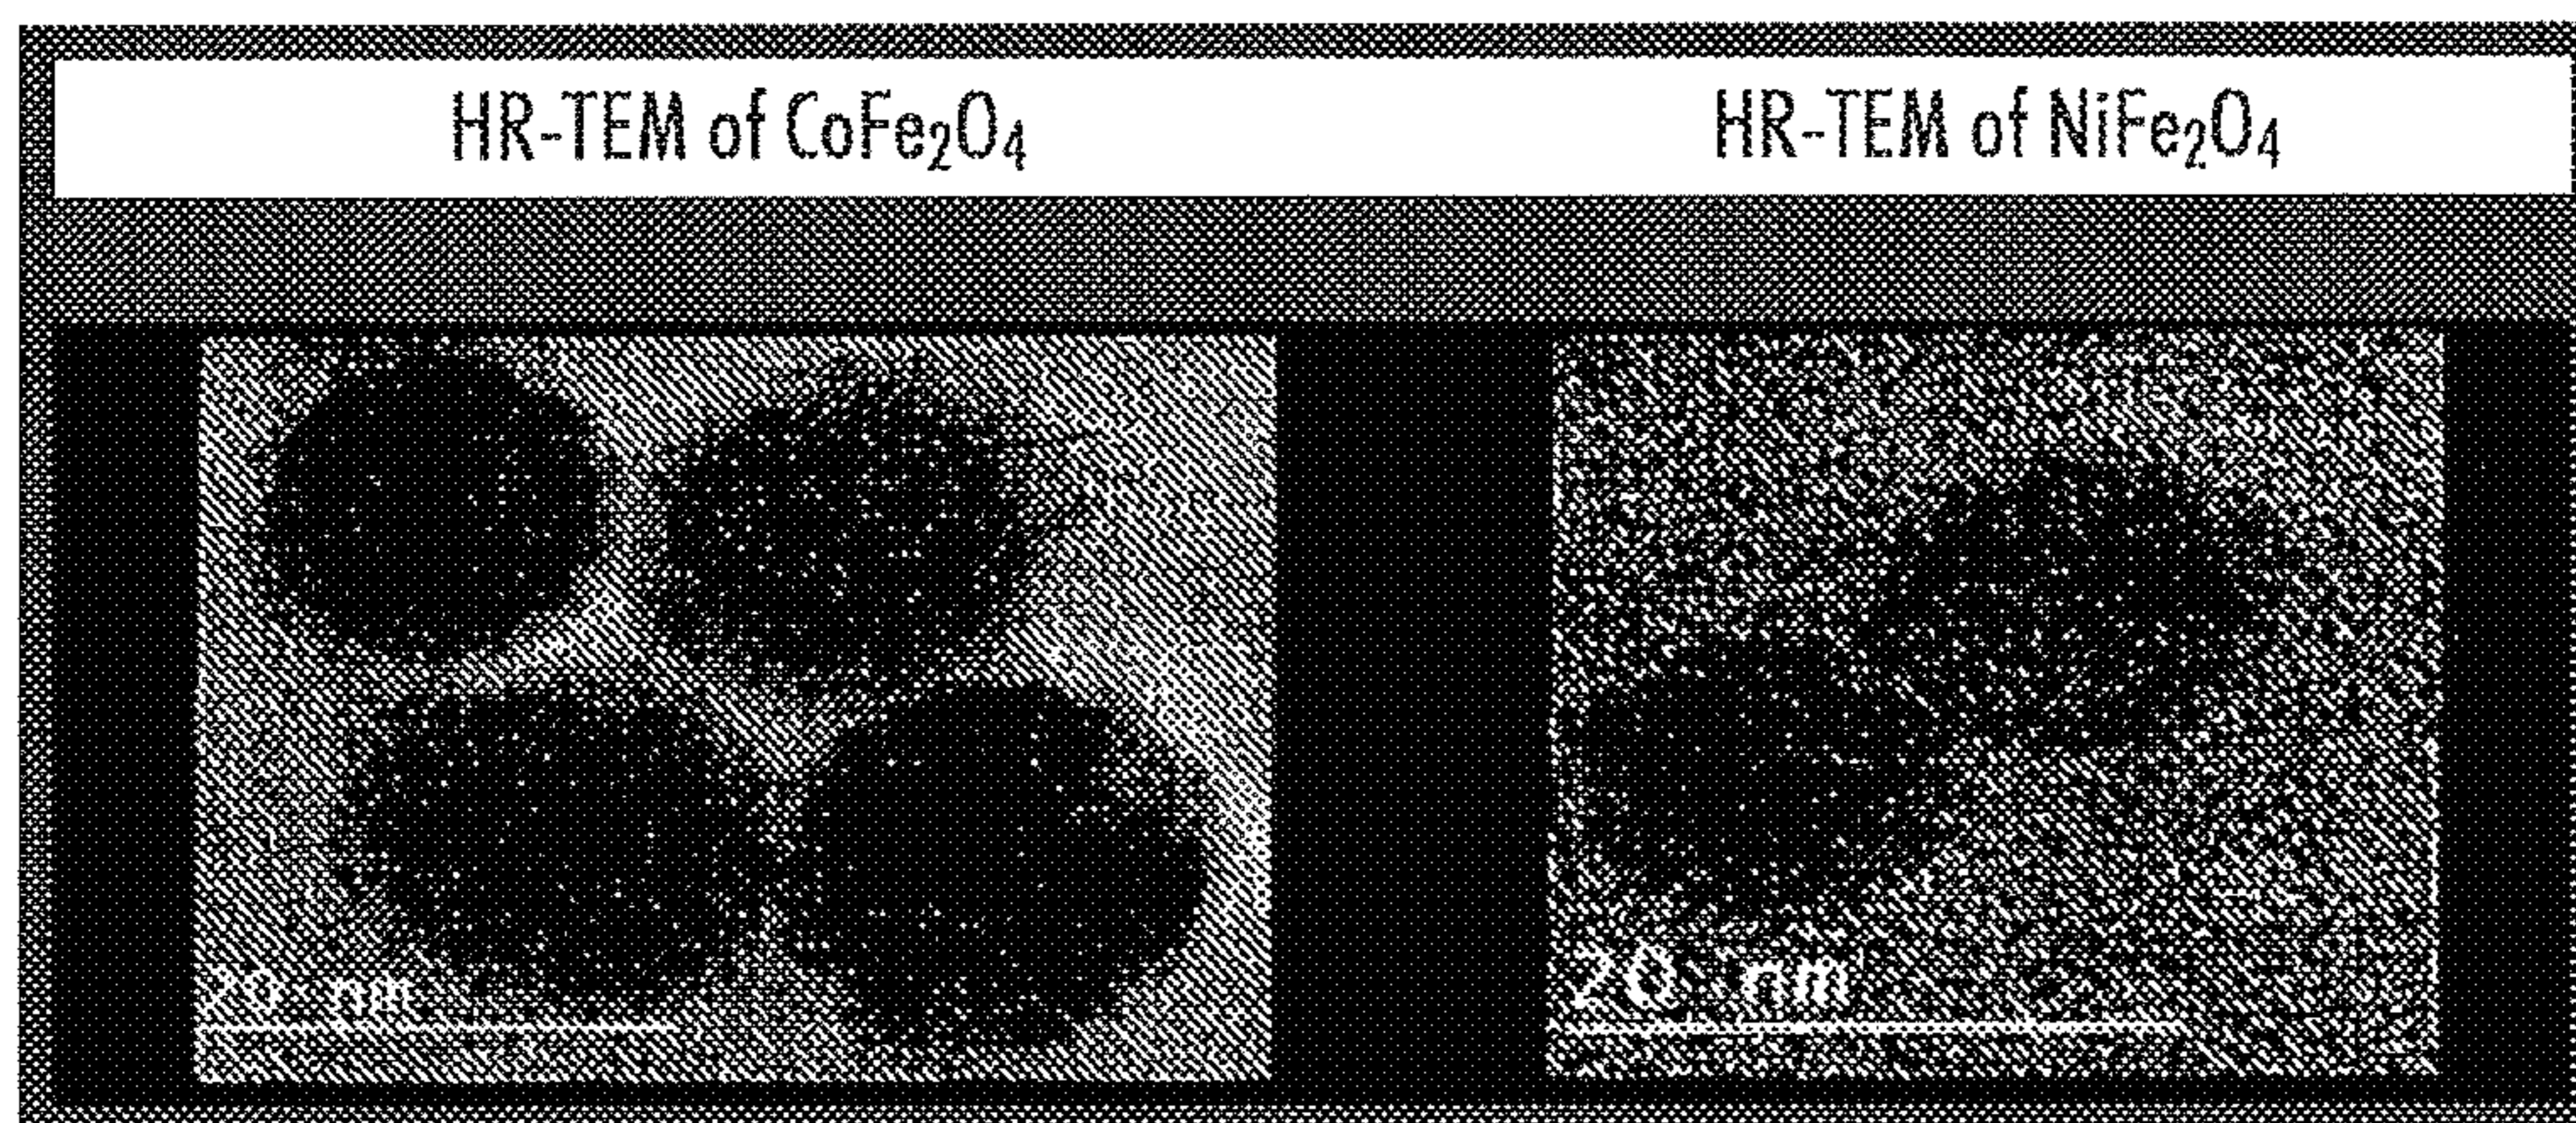 HR-TEM of CoFe₂O₄
HR-TEM of NiFe₂O₄
20 nm
20 nm